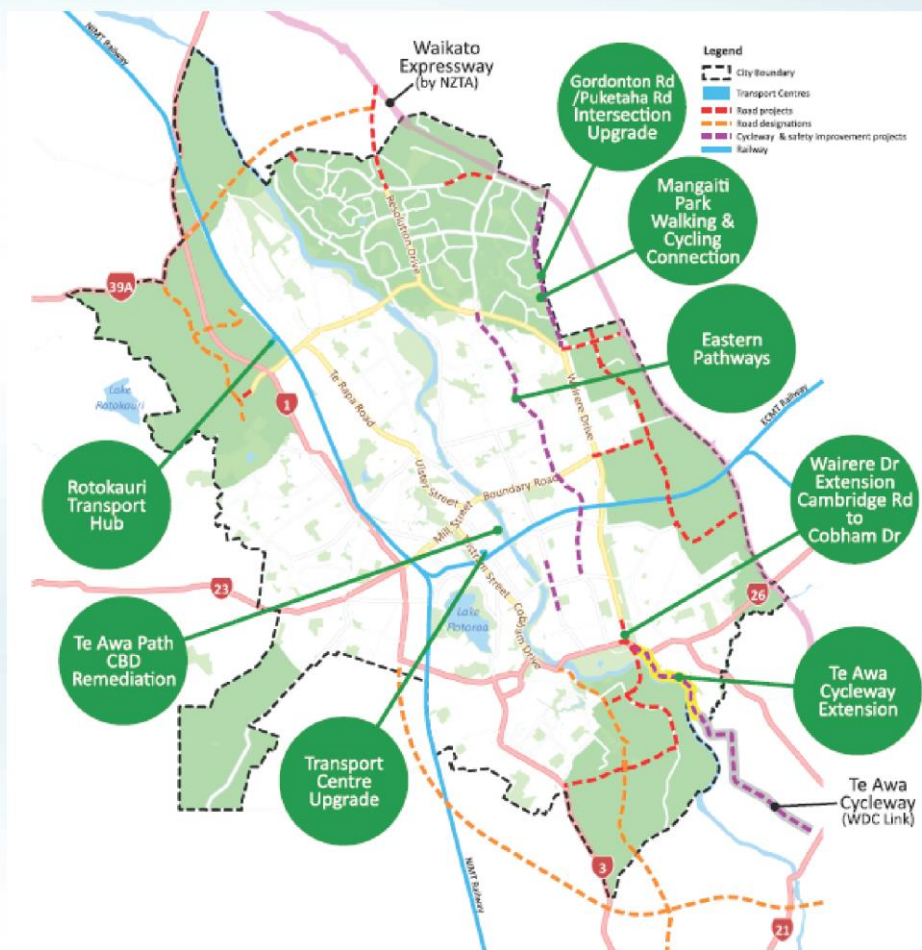 NIMT Railway
Waikato
Expressway
(by NZTA)
Gordonton Rd
/Puketaha Rd
Intersection
Upgrade
Legend
City Boundary
Transport Centres
Road projects
Road designations
Cycleway & safety improvement projects
Railway
Mangaiti
Park
Walking &
Cycling
Connection
Resolution Drive
39A
Eastern
Pathways
Lake
Rotokauri
1
Te Rapa Road
Wairere Drive
ECMT Railway
Rotokauri
Transport
Hub
Ulster Street
Boundary Road
Mill Street
Wairere Dr
Extension
Cambridge Rd
to
Cobham Dr
Tristram Street
23
26
Te Awa Path
CBD
Remediation
Lake
Rotoroa
Cobham Drive
Te Awa
Cycleway
Extension
Transport
Centre
Upgrade
Te Awa
Cycleway
(WDC Link)
3
NIMT Railway
21